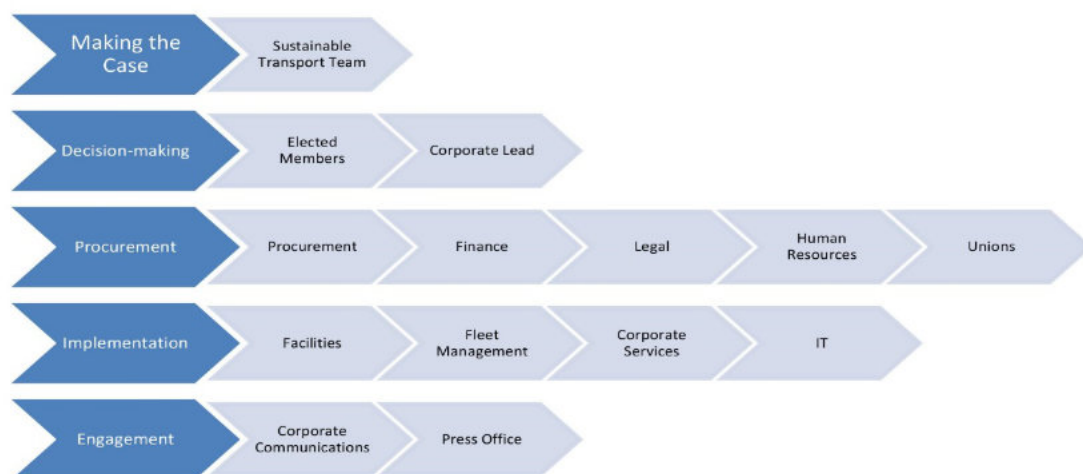 Making the
Case
Sustainable
Transport Team
Decision-making
Elected
Members
Corporate Lead
Procurement
Procurement
Finance
Legal
Human
Resources
Unions
Implementation
Facilities
Fleet
Management
Corporate
Services
IT
Engagement
Corporate
Communications
Press Office